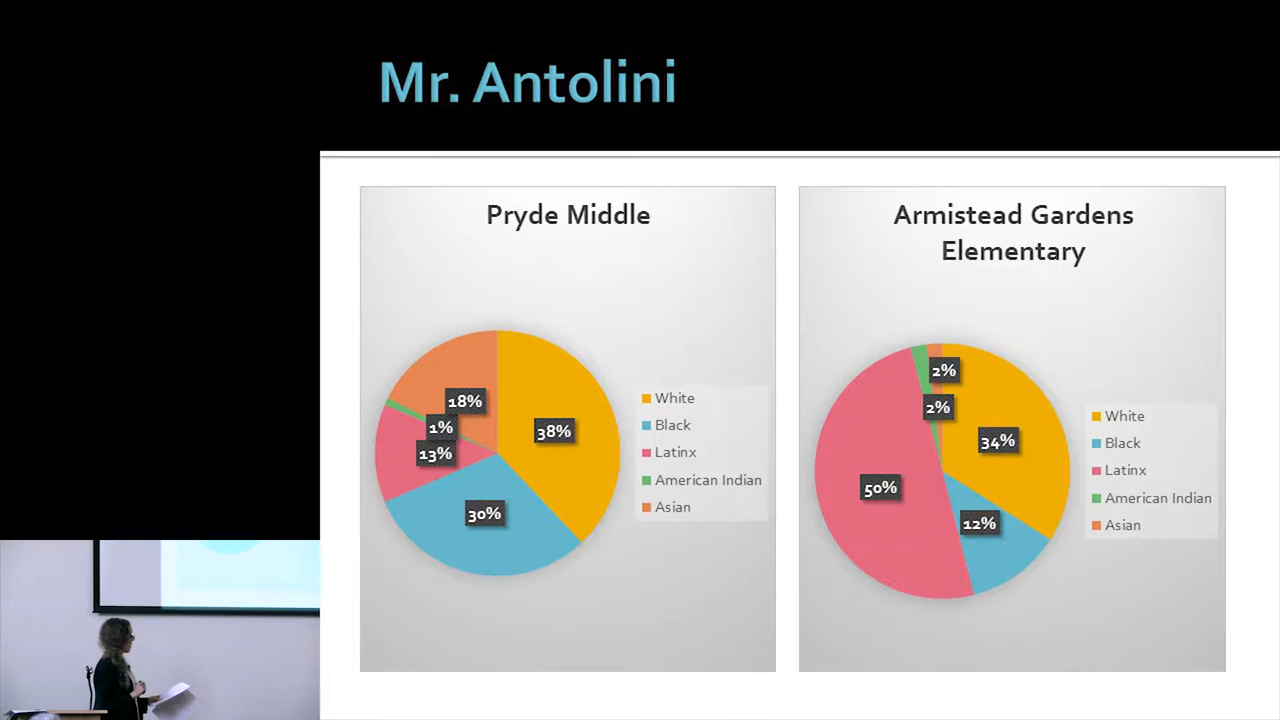 Mr. Antolini
Pryde Middle
38%
30%
13%
1%
18%
White
Black
Latinx
American Indian
Asian
Armistead Gardens
Elementary
34%
12%
50%
2%
2%
White
Black
Latinx
American Indian
Asian